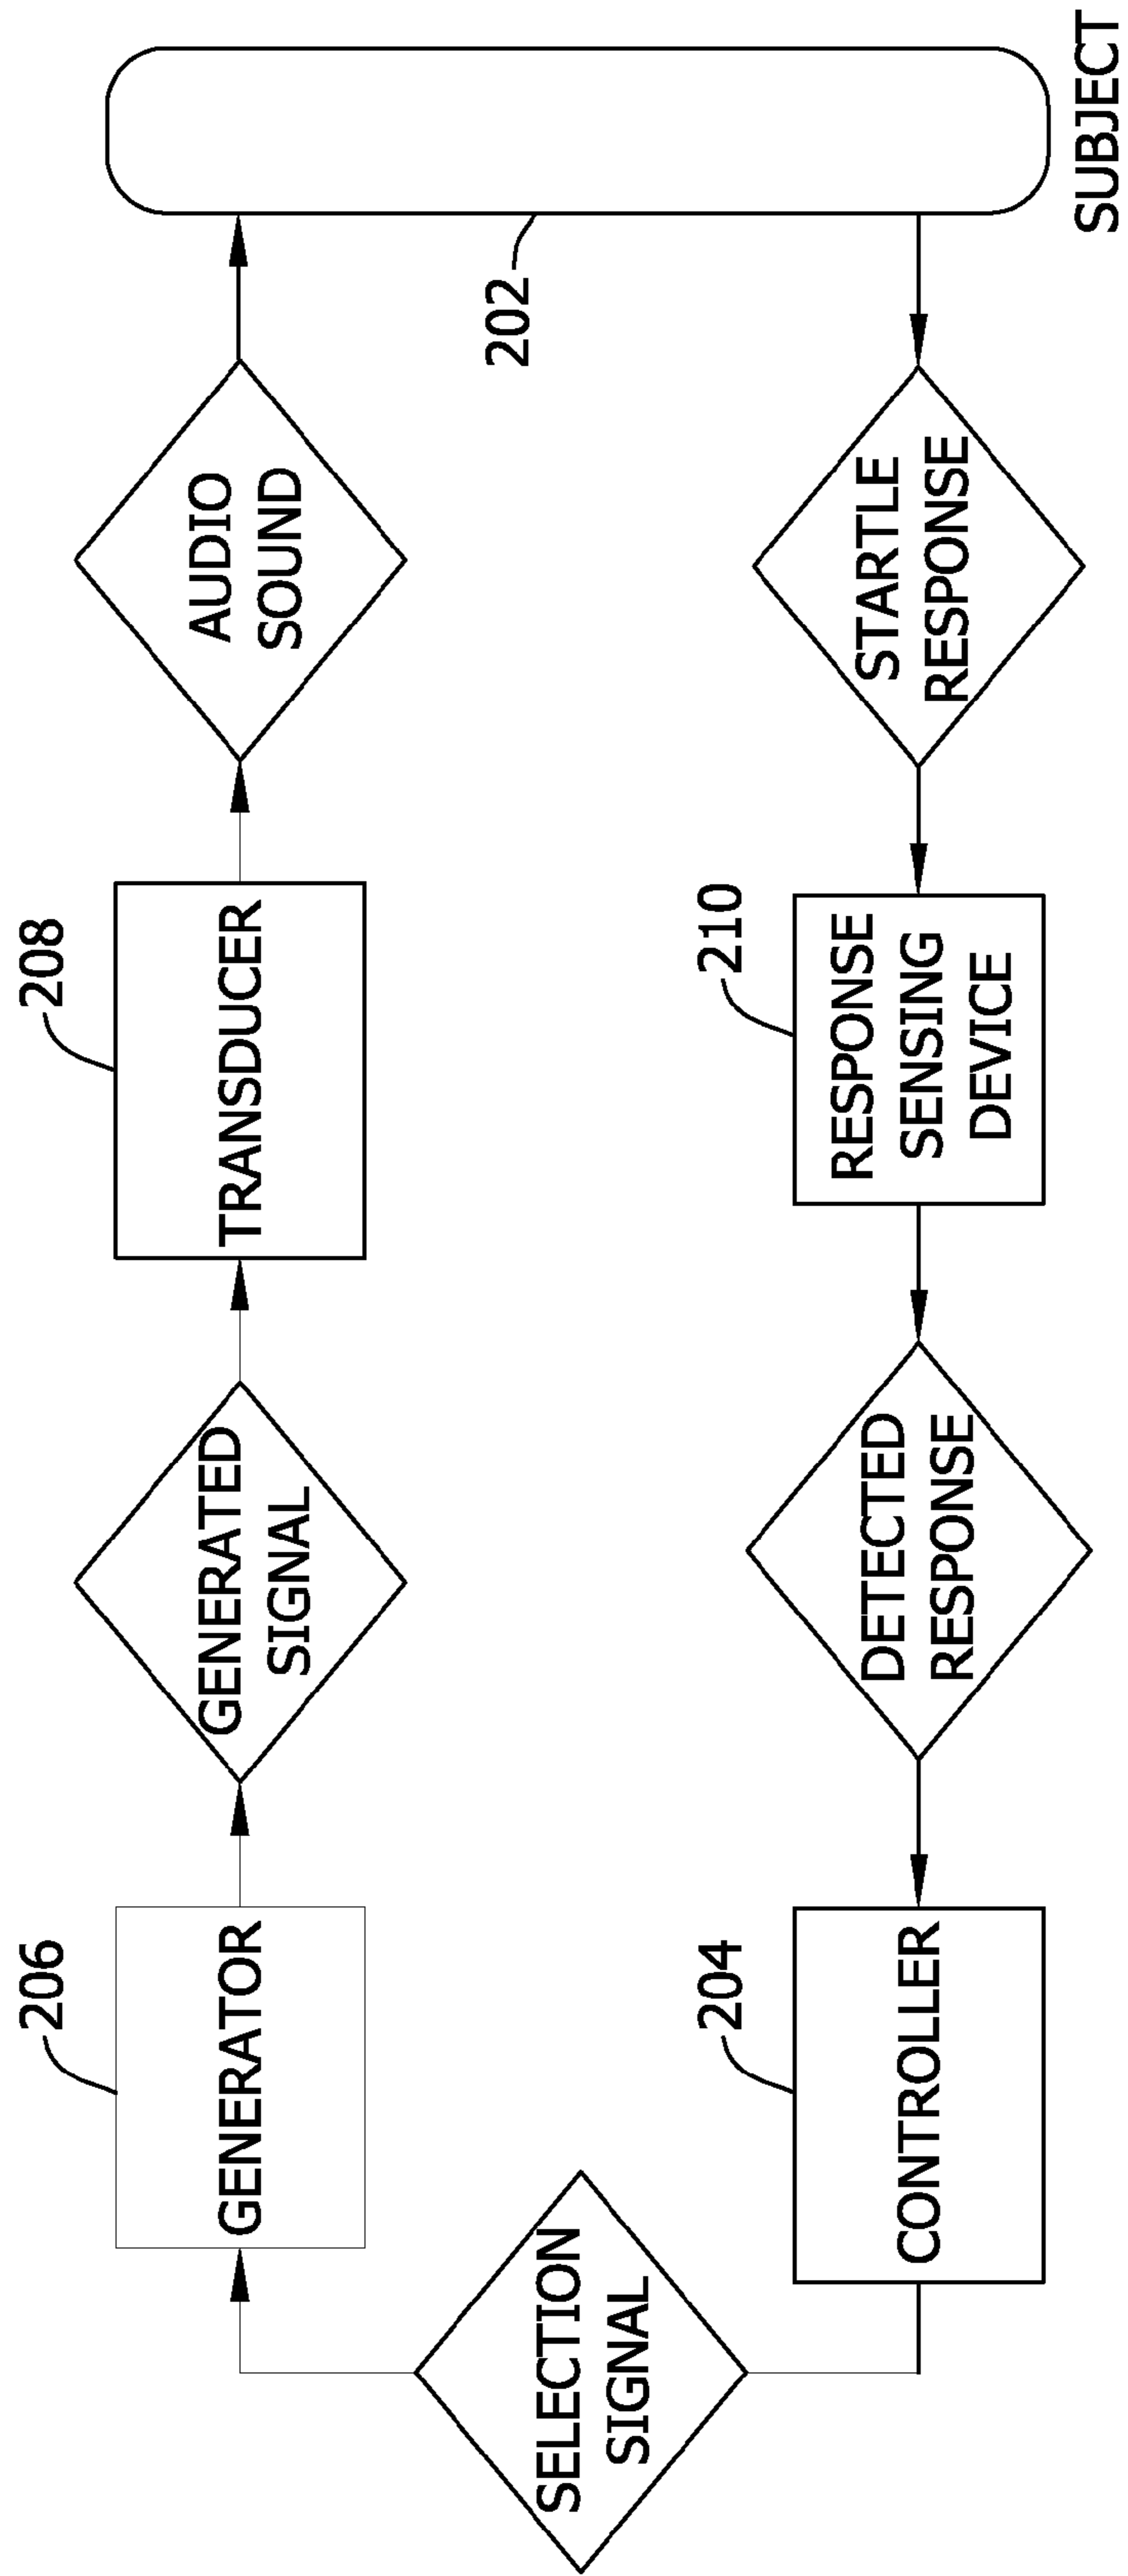 206
GENERATOR
GENERATED
SIGNAL
208
TRANSDUCER
AUDIO
SOUND
SELECTION
SIGNAL
202
204
CONTROLLER
DETECTED
RESPONSE
210
RESPONSE
SENSING
DEVICE
STARTLE
RESPONSE
SUBJECT